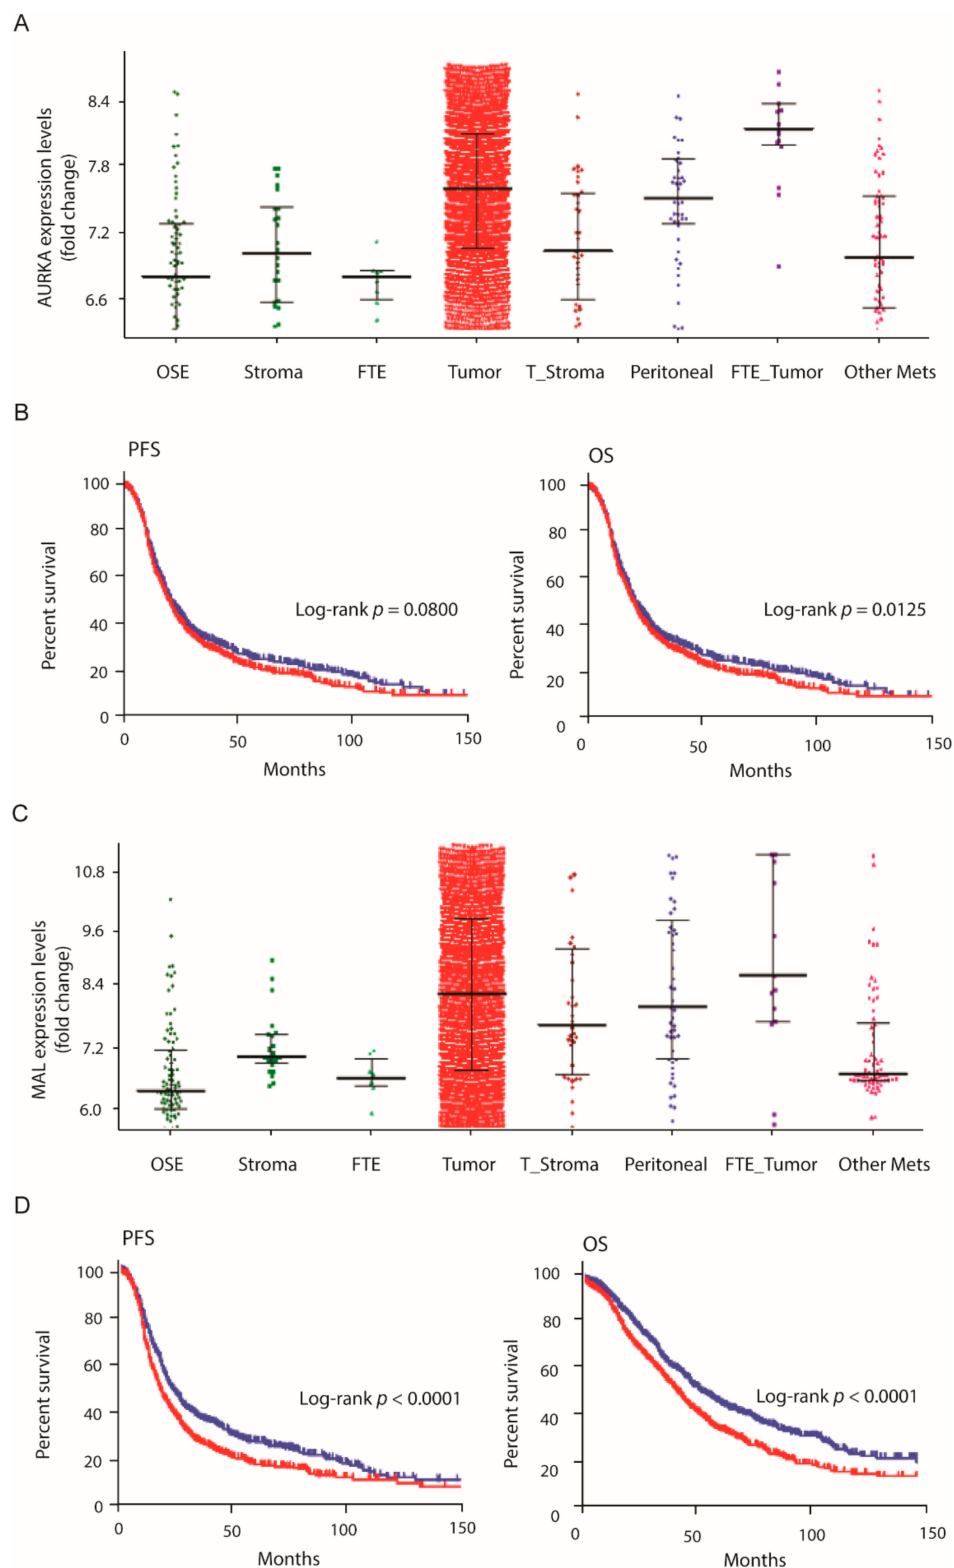 A
AURKA expression levels
(fold change)
8.4
7.8
7.2
6.6
OSE Stroma FTE Tumor T_Stroma Peritoneal FTE_Tumor Other Mets
B
PFS
Percent survival
100
80
60
40
20
0
Log-rank p = 0.0800
0 50 100 150
Months
OS
Percent survival
100
80
60
40
20
0
Log-rank p = 0.0125
0 50 100 150
Months
C
MAL expression levels
(fold change)
10.8
9.6
8.4
7.2
6.0
OSE Stroma FTE Tumor T_Stroma Peritoneal FTE_Tumor Other Mets
D
PFS
Percent survival
100
80
60
40
20
0
Log-rank p < 0.0001
0 50 100 150
Months
OS
Percent survival
100
80
60
40
20
0
Log-rank p < 0.0001
0 50 100 150
Months